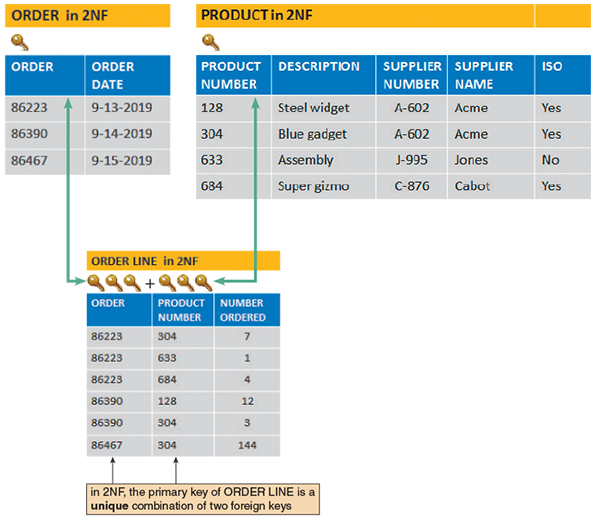 ORDER in 2NF
ORDER ORDER DATE
86223 9-13-2019
86390 9-14-2019
86467 9-15-2019
PRODUCT in 2NF
PRODUCT NUMBER DESCRIPTION SUPPLIER NUMBER SUPPLIER NAME ISO
128 Steel widget A-602 Acme Yes
304 Blue gadget A-602 Acme Yes
633 Assembly J-995 Jones No
684 Super gizmo C-876 Cabot Yes
ORDER LINE in 2NF
+
ORDER PRODUCT NUMBER NUMBER ORDERED
86223 304 7
86223 633 1
86223 684 4
86390 128 12
86390 304 3
86467 304 144
in 2NF, the primary key of ORDER LINE is a
unique combination of two foreign keys